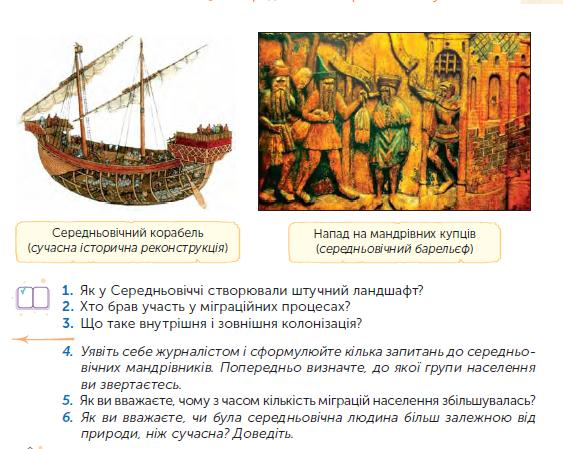 Середньовічний корабель
(сучасна історична реконструкція)
Напад на мандрівних купців
(середньовічний барельєф)
1. Як у Середньовіччі створювали штучний ландшафт?
2. Хто брав участь у міграційних процесах?
3. Що таке внутрішня і зовнішня колонізація?
4. Уявіть себе журналістом і сформулюйте кілька запитань до середньо-
вічних мандрівників. Попередньо визначте, до якої групи населення
ви звертаєтесь.
5. Як ви вважаєте, чому з часом кількість міграцій населення збільшувалась?
6. Як ви вважаєте, чи була середньовічна людина більш залежною від
природи, ніж сучасна? Доведіть.